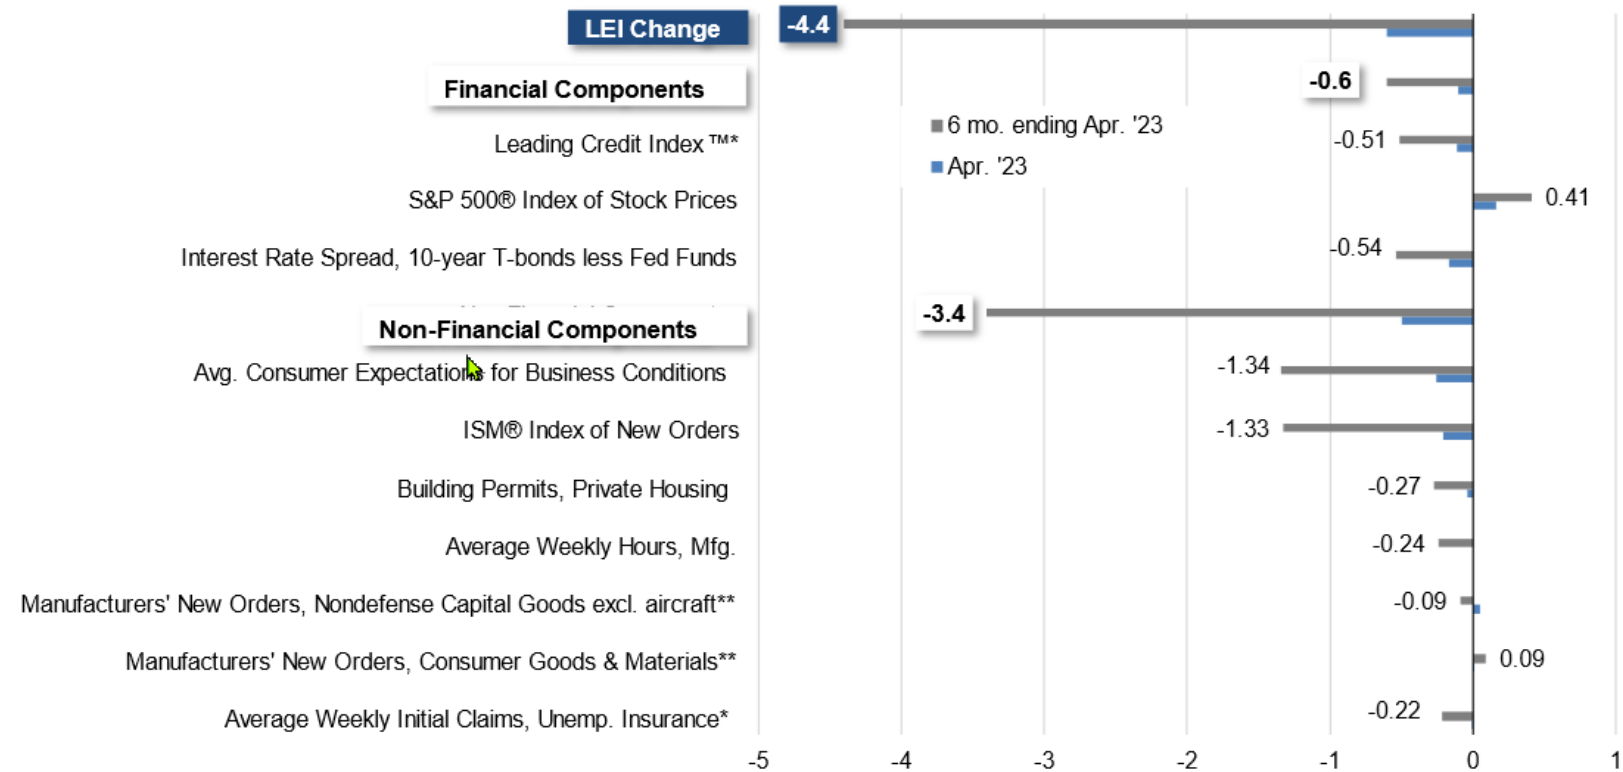 LEI Change -4.4
Financial Components -0.6
6 mo. ending Apr. '23
Leading Credit Index ™* -0.51
Apr. '23
S&P 500® Index of Stock Prices 0.41
Interest Rate Spread, 10-year T-bonds less Fed Funds -0.54
Non-Financial Components -3.4
Avg. Consumer Expectations for Business Conditions -1.34
ISM® Index of New Orders -1.33
Building Permits, Private Housing -0.27
Average Weekly Hours, Mfg. -0.24
Manufacturers' New Orders, Nondefense Capital Goods excl. aircraft** -0.09
Manufacturers' New Orders, Consumer Goods & Materials** 0.09
Average Weekly Initial Claims, Unemp. Insurance* -0.22
-5 -4 -3 -2 -1 0 1